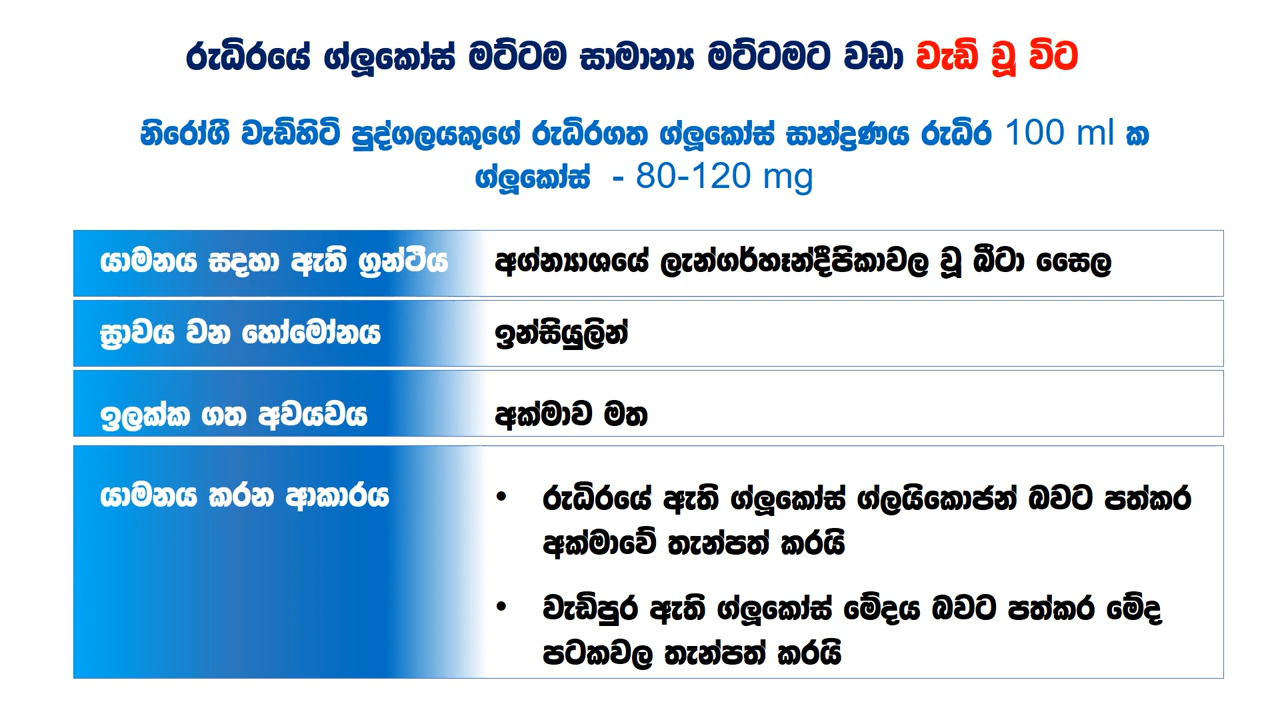 රුධිරයේ ග්ලූකෝස් මට්ටම සාමාන්‍ය මට්ටමට වඩා වැඩි වූ විට
නිරෝගී වැඩිහිටි පුද්ගලයකුගේ රුධිරගත ග්ලූකෝස් සාන්ද්‍රණය රුධිර 100 ml ක
ග්ලූකෝස් - 80-120 mg
යාමනය සඳහා ඇති ග්‍රන්ථිය
අග්න්‍යාශයේ ලැන්ගර්හෑන්දීපිකාවල වූ බීටා සෛල
ස්‍රාවය වන හෝමෝනය
ඉන්සියුලින්
ඉලක්ක ගත අවයවය
අක්මාව මත
යාමනය කරන ආකාරය
• රුධිරයේ ඇති ග්ලූකෝස් ග්ලයිකොජන් බවට පත්කර
අක්මාවේ තැන්පත් කරයි
• වැඩිපුර ඇති ග්ලූකෝස් මේදය බවට පත්කර මේද
පටකවල තැන්පත් කරයි